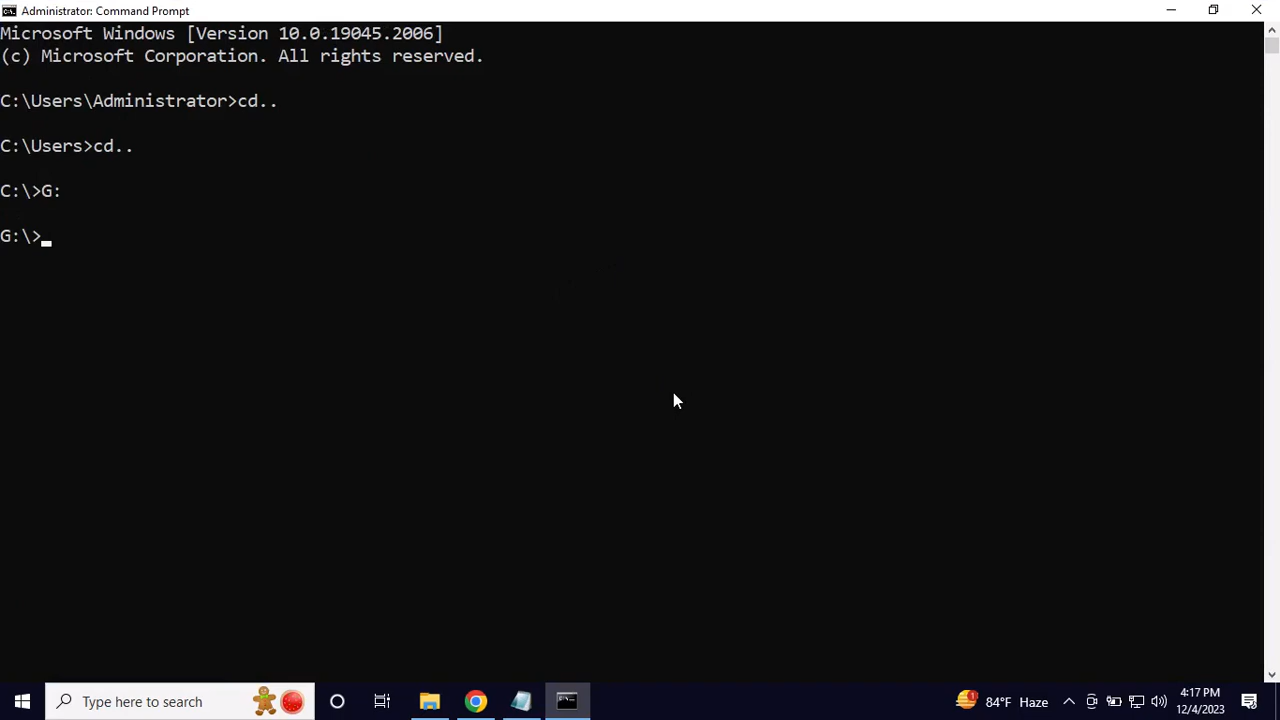 Administrator: Command Prompt
Microsoft Windows [Version 10.0.19045.2006]
(c) Microsoft Corporation. All rights reserved.
C:\Users\Administrator>cd..
C:\Users>cd..
C:\>G:
G:\>
Type here to search
1
84°F Haze
4:17 PM
12/4/2023